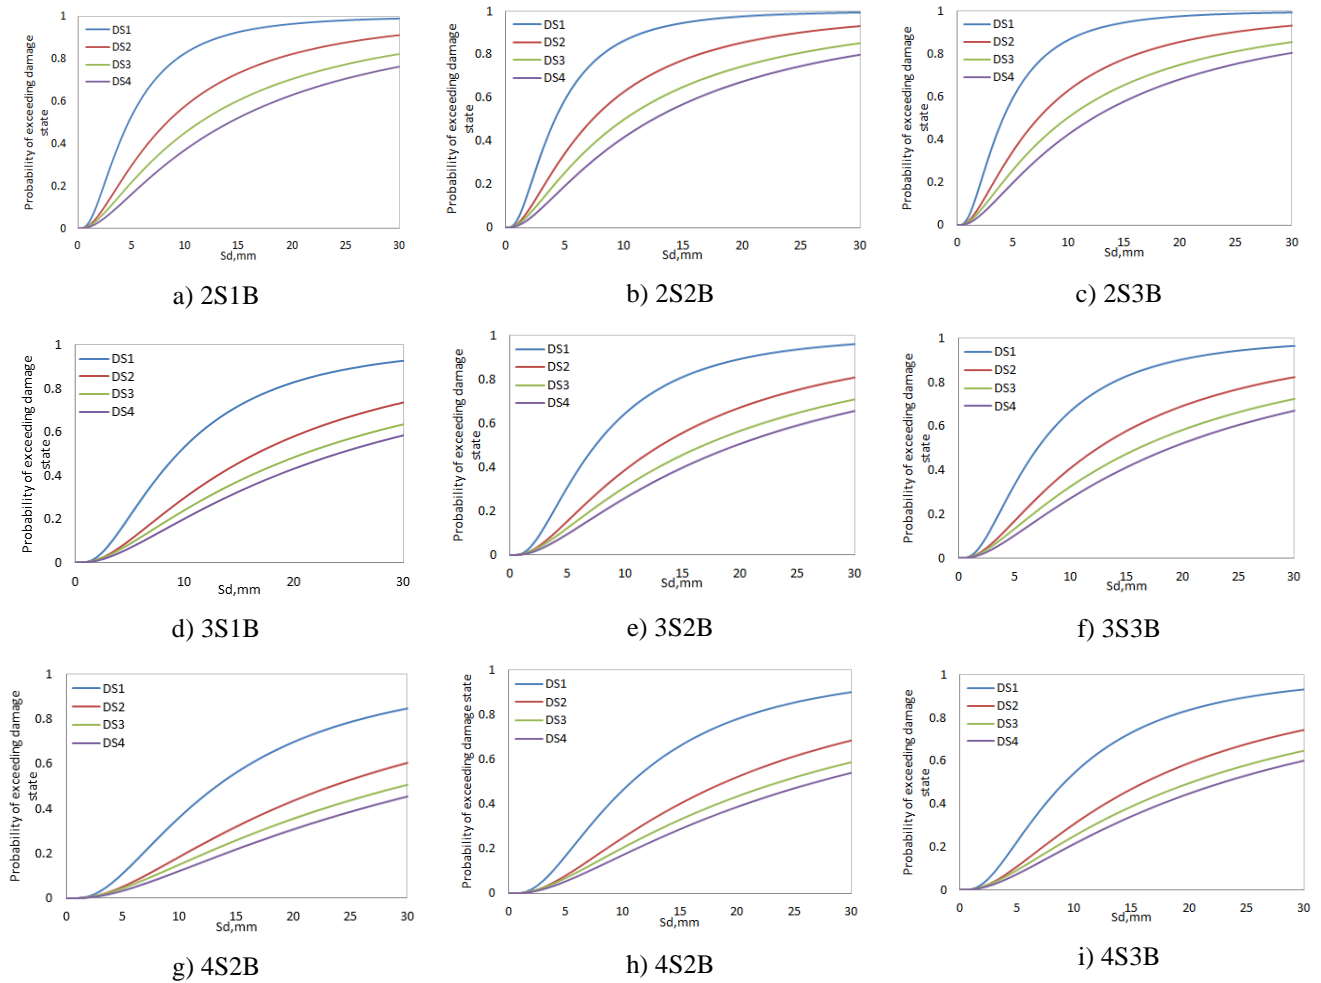 Probability of exceeding damage
state
1
0.8
0.6
0.4
0.2
0
DS1
DS2
DS3
DS4
0
5
10
15
20
25
30
Sd,mm
a) 2S1B
Probability of exceeding damage
state
1
0.8
0.6
0.4
0.2
0
DS1
DS2
DS3
DS4
0
5
10
15
20
25
30
Sd,mm
b) 2S2B
Probability of exceeding damage
state
1
0.8
0.6
0.4
0.2
0
DS1
DS2
DS3
DS4
0
5
10
15
20
25
30
Sd,mm
c) 2S3B
Probability of exceeding damage
state
1
0.8
0.6
0.4
0.2
0
DS1
DS2
DS3
DS4
0
10
20
30
Sd,mm
d) 3S1B
Probability of exceeding damage
state
1
0.8
0.6
0.4
0.2
0
DS1
DS2
DS3
DS4
0
5
10
15
20
25
30
Sd,mm
e) 3S2B
Probability of exceeding damage
state
1
0.8
0.6
0.4
0.2
0
DS1
DS2
DS3
DS4
0
5
10
15
20
25
30
Sd,mm
f) 3S3B
Probability of exceeding damage
state
1
0.8
0.6
0.4
0.2
0
DS1
DS2
DS3
DS4
0
5
10
15
20
25
30
Sd,mm
g) 4S2B
Probability of exceeding damage state
1
0.8
0.6
0.4
0.2
0
DS1
DS2
DS3
DS4
0
5
10
15
20
25
30
Sd,mm
h) 4S2B
Probability of exceeding damage
state
1
0.8
0.6
0.4
0.2
0
DS1
DS2
DS3
DS4
0
5
10
15
20
25
30
Sd,mm
i) 4S3B